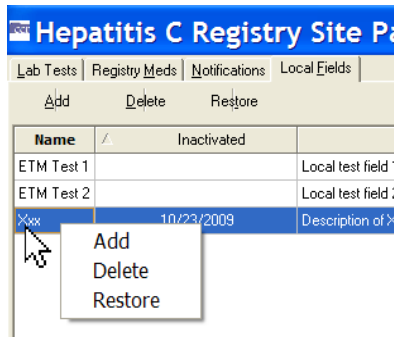 Hepatitis C Registry Site Pa
Lab Tests Registry Meds Notifications Local Fields
Add Delete Restore
Name Inactivated
ETM Test 1 Local test field 1
ETM Test 2 Local test field 2
Xxx 10/23/2009 Description of X
Add
Delete
Restore